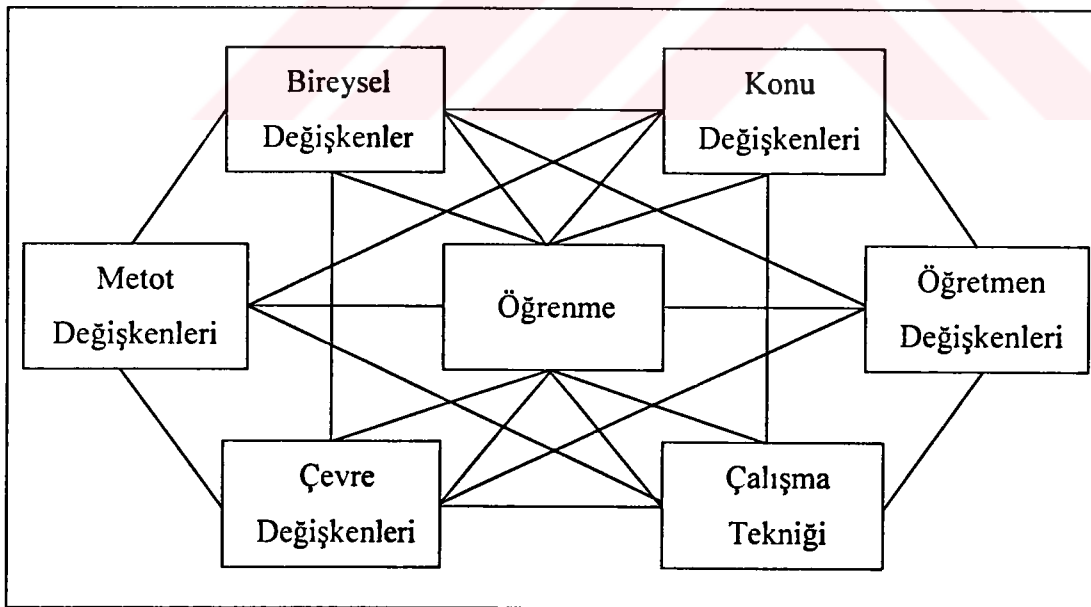 Bireysel
Değişkenler
Konu
Değişkenleri
Metot
Değişkenleri
Öğrenme
Öğretmen
Değişkenleri
Çevre
Değişkenleri
Çalışma
Tekniği